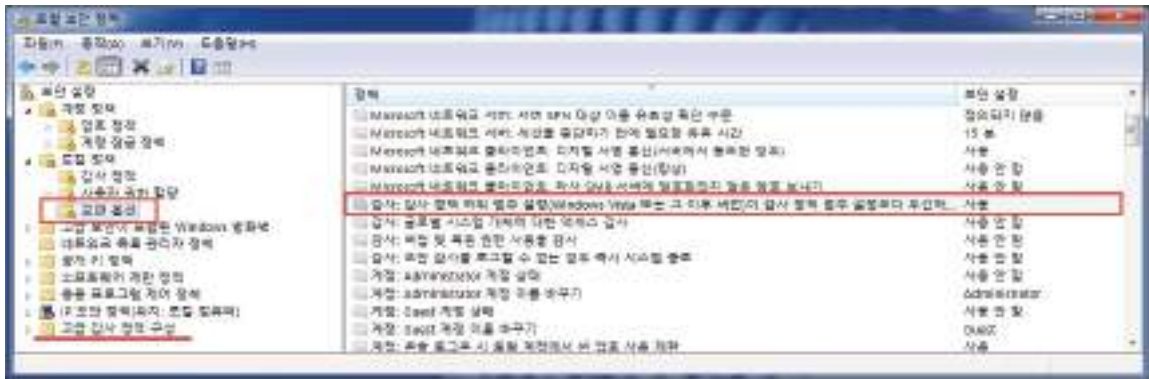 로컬 보안 정책
파일(F) 동작(A) 보기(V) 도움말(H)
보안 설정
계정 정책
암호 정책
계정 잠금 정책
로컬 정책
감사 정책
사용자 권한 할당
보안 옵션
고급 보안이 포함된 Windows 방화벽
네트워크 목록 관리자 정책
공개 키 정책
소프트웨어 제한 정책
응용 프로그램 제어 정책
IP 보안 정책(위치: 로컬 컴퓨터)
고급 감사 정책 구성
정책 보안 설정
Microsoft 네트워크 서버: 서버 SPN 대상 이름 유효성 검사 수준 정의되지 않음
Microsoft 네트워크 서버: 세션을 중단하기 전에 필요한 유휴 시간 15 분
Microsoft 네트워크 클라이언트: 디지털 서명 통신(서버에서 동의한 경우) 사용
Microsoft 네트워크 클라이언트: 디지털 서명 통신(항상) 사용 안 함
Microsoft 네트워크 클라이언트: 타사 SMB 서버에 암호화되지 않은 암호 보내기 사용 안 함
감사: 감사 정책 하위 범주 설정(Windows Vista 또는 그 이후 버전)이 감사 정책 범주 설정보다 우선하... 사용
감사: 글로벌 시스템 개체에 대한 액세스 감사 사용 안 함
감사: 백업 및 복원 권한 사용을 감사 사용 안 함
감사: 보안 감사를 로그할 수 없는 경우 즉시 시스템 종료 사용 안 함
계정: Administrator 계정 상태 사용 안 함
계정: Administrator 계정 이름 바꾸기 Administrator
계정: Guest 계정 상태 사용 안 함
계정: Guest 계정 이름 바꾸기 Guest
계정: 콘솔 로그온 시 로컬 계정에서 빈 암호 사용 제한 사용